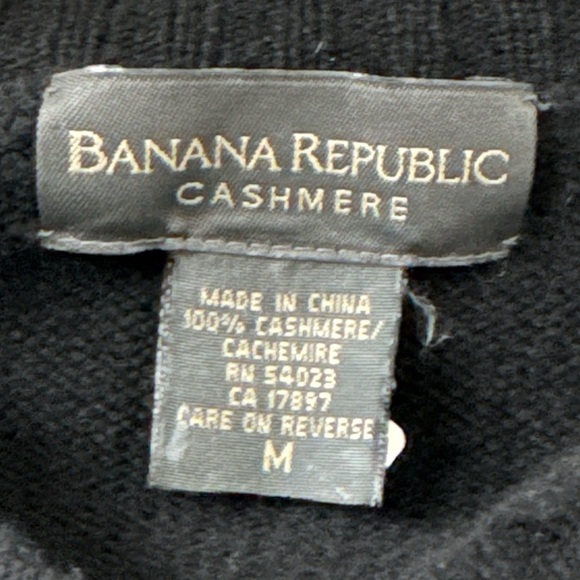 BANANA REPUBLIC
CASHMERE
MADE IN CHINA
100% CASHMERE/
CACHEMIRE
RN 54023
CA 17897
CARE ON REVERSE
M